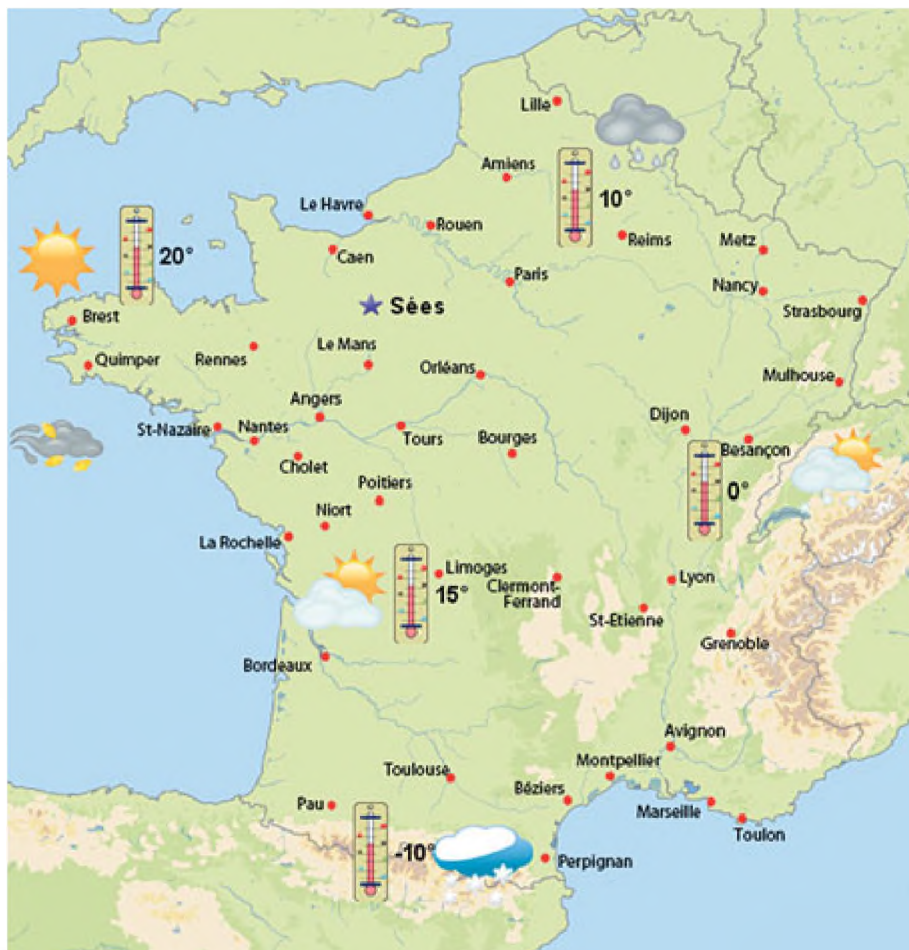 Lille
Amiens
10°
Le Havre
Rouen
Reims
Metz
20°
Caen
Paris
Nancy
Sées
Strasbourg
Brest
Le Mans
Quimper
Rennes
Orléans
Mulhouse
Angers
Dijon
St-Nazaire
Nantes
Tours
Bourges
Besançon
Cholet
Poitiers
0°
Niort
La Rochelle
Limoges
Lyon
15°
Clermont-
Ferrand
St-Etienne
Grenoble
Bordeaux
Avignon
Montpellier
Toulouse
Béziers
Pau
Marseille
Toulon
-10°
Perpignan